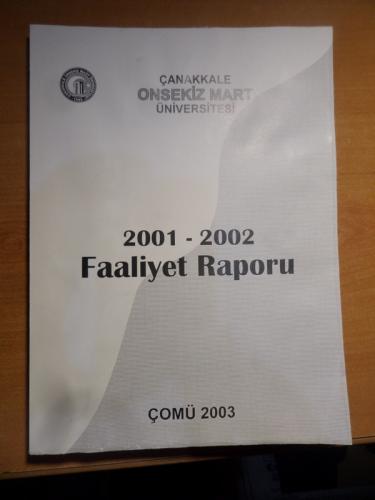 ÇANAKKALE
ONSEKİZ MART
ÜNİVERSİTESİ
2001 - 2002
Faaliyet Raporu
ÇOMÜ 2003